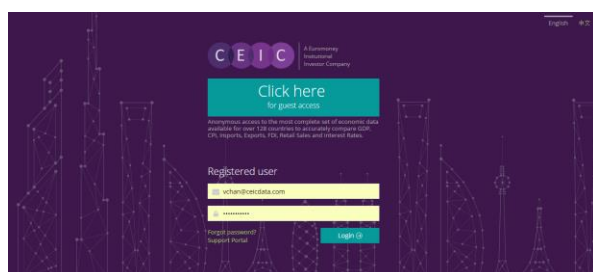 English 中文
C E I C
A Euromoney
Institutional
Investor Company
Click here
for guest access
Anonymous access to the most complete set of economic data
available for over 128 countries to accurately compare GDP,
CPI, Imports, Exports, FDI, Retail Sales and Interest Rates.
Registered user
vchan@ceicdata.com
Forgot password?
Support Portal
Login